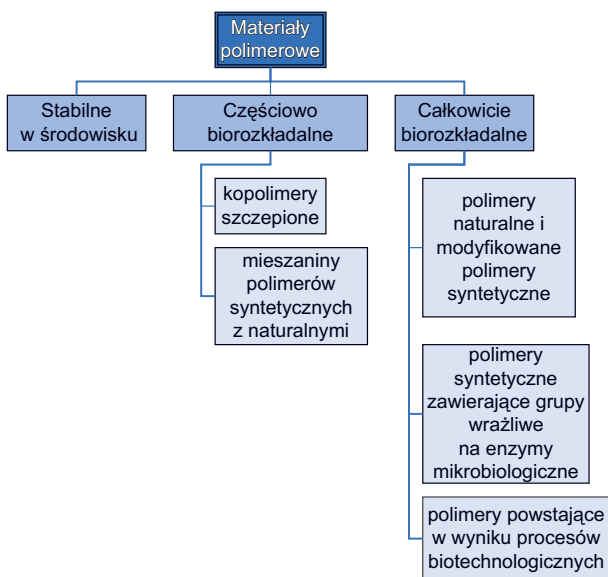 Materiały
polimerowe
Stabilne
w środowisku
Częściowo
biorozkładalne
Całkowicie
biorozkładalne
kopolimery
szczepione
mieszaniny
polimerów
syntetycznych
z naturalnymi
polimery
naturalne i
modyfikowane
polimery
syntetyczne
polimery
syntetyczne
zawierające grupy
wrażliwe
na enzymy
mikrobiologiczne
polimery powstające
w wyniku procesów
biotechnologicznych